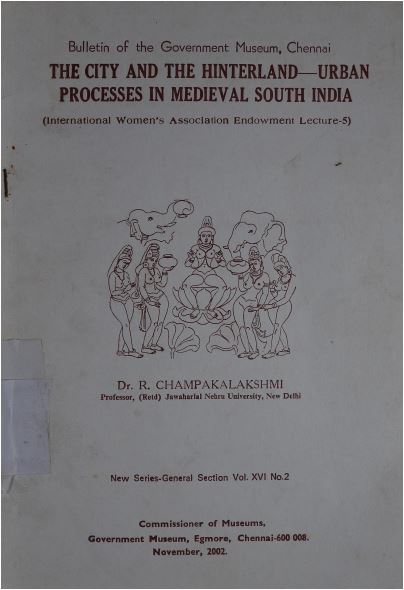 Bulletin of the Government Museum, Chennai
THE CITY AND THE HINTERLAND—URBAN
PROCESSES IN MEDIEVAL SOUTH INDIA
(International Women's Association Endowment Lecture-5)
Dr. R. CHAMPAKALAKSHMI
Professor, (Retd) Jawaharlal Nehru University, New Delhi
New Series-General Section Vol. XVI No.2
Commissioner of Museums,
Government Museum, Egmore, Chennai-600 008.
November, 2002.